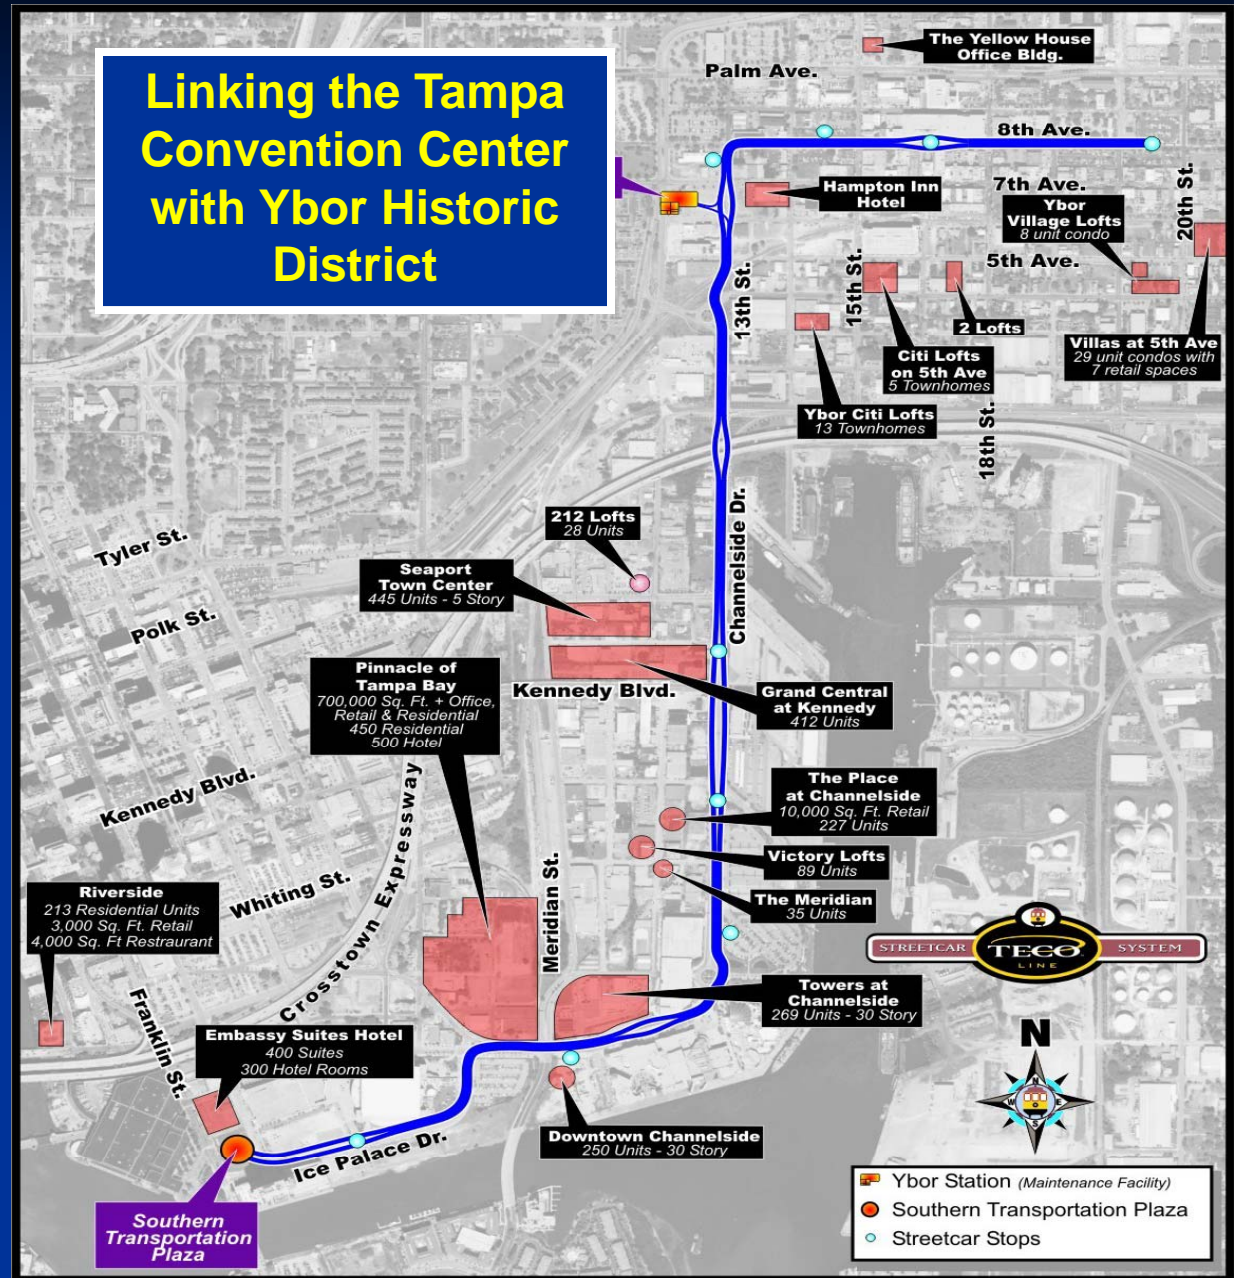 Linking the Tampa
Convention Center
with Ybor Historic
District
The Yellow House
Office Bldg.
Palm Ave.
8th Ave.
Hampton Inn
Hotel
7th Ave.
Ybor
Village Lofts
8 unit condo
20th St.
5th Ave.
13th St.
15th St.
2 Lofts
Villas at 5th Ave
29 unit condos with
7 retail spaces
Citi Lofts
on 5th Ave
5 Townhomes
Ybor Citi Lofts
13 Townhomes
18th St.
Channelside Dr.
212 Lofts
28 Units
Tyler St.
Seaport
Town Center
445 Units - 5 Story
Polk St.
Pinnacle of
Tampa Bay
700,000 Sq. Ft. + Office,
Retail & Residential
450 Residential
500 Hotel
Kennedy Blvd.
Grand Central
at Kennedy
412 Units
Kennedy Blvd.
The Place
at Channelside
10,000 Sq. Ft. Retail
227 Units
Victory Lofts
89 Units
The Meridian
35 Units
Crosstown Expressway
Meridian St.
Whiting St.
Riverside
213 Residential Units
3,000 Sq. Ft. Retail
4,000 Sq. Ft Restraurant
STREETCAR TECO SYSTEM
LINE
Towers at
Channelside
269 Units - 30 Story
Franklin St.
Embassy Suites Hotel
400 Suites
300 Hotel Rooms
N
N
W E
S
Downtown Channelside
250 Units - 30 Story
Ice Palace Dr.
Southern
Transportation
Plaza
Ybor Station (Maintenance Facility)
Southern Transportation Plaza
Streetcar Stops